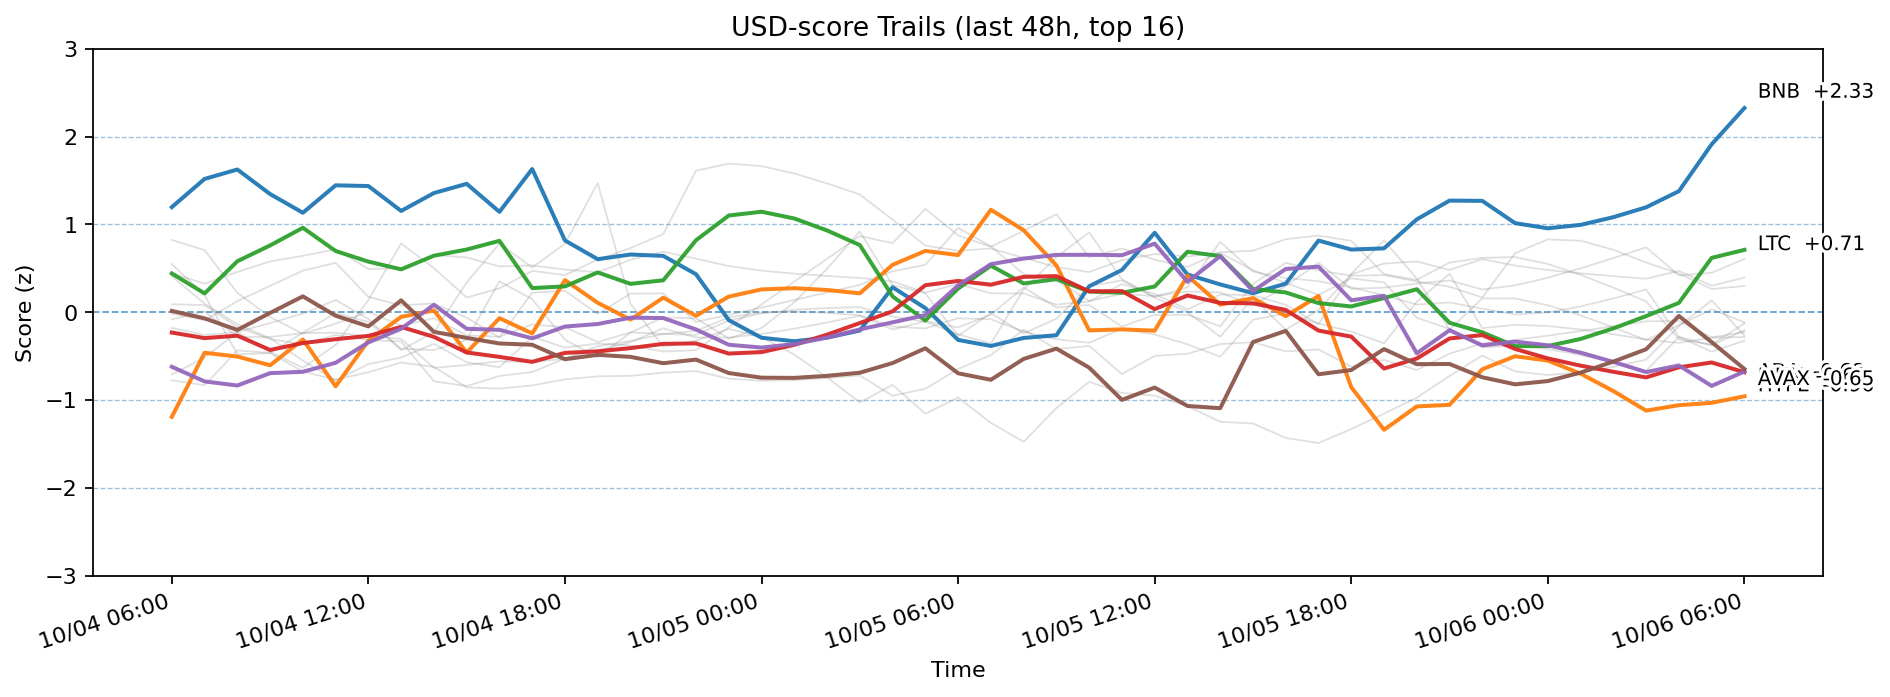 USD-score Trails (last 48h, top 16)
Score (z)
3
2
1
0
−1
−2
−3
BNB +2.33
LTC +0.71
AVAX -0.65
10/04 06:00
10/04 12:00
10/04 18:00
10/05 00:00
10/05 06:00
10/05 12:00
10/05 18:00
10/06 00:00
10/06 06:00
Time